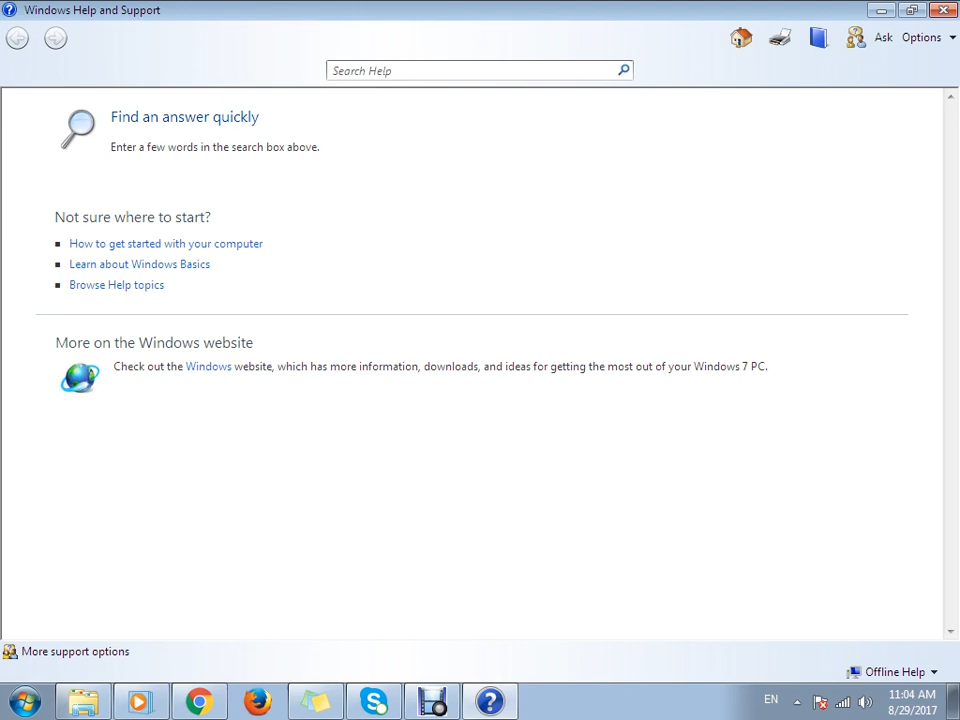 Windows Help and Support
Ask Options
Search Help
Find an answer quickly
Enter a few words in the search box above.
Not sure where to start?
How to get started with your computer
Learn about Windows Basics
Browse Help topics
More on the Windows website
Check out the Windows website, which has more information, downloads, and ideas for getting the most out of your Windows 7 PC.
More support options
Offline Help
EN
11:04 AM
8/29/2017